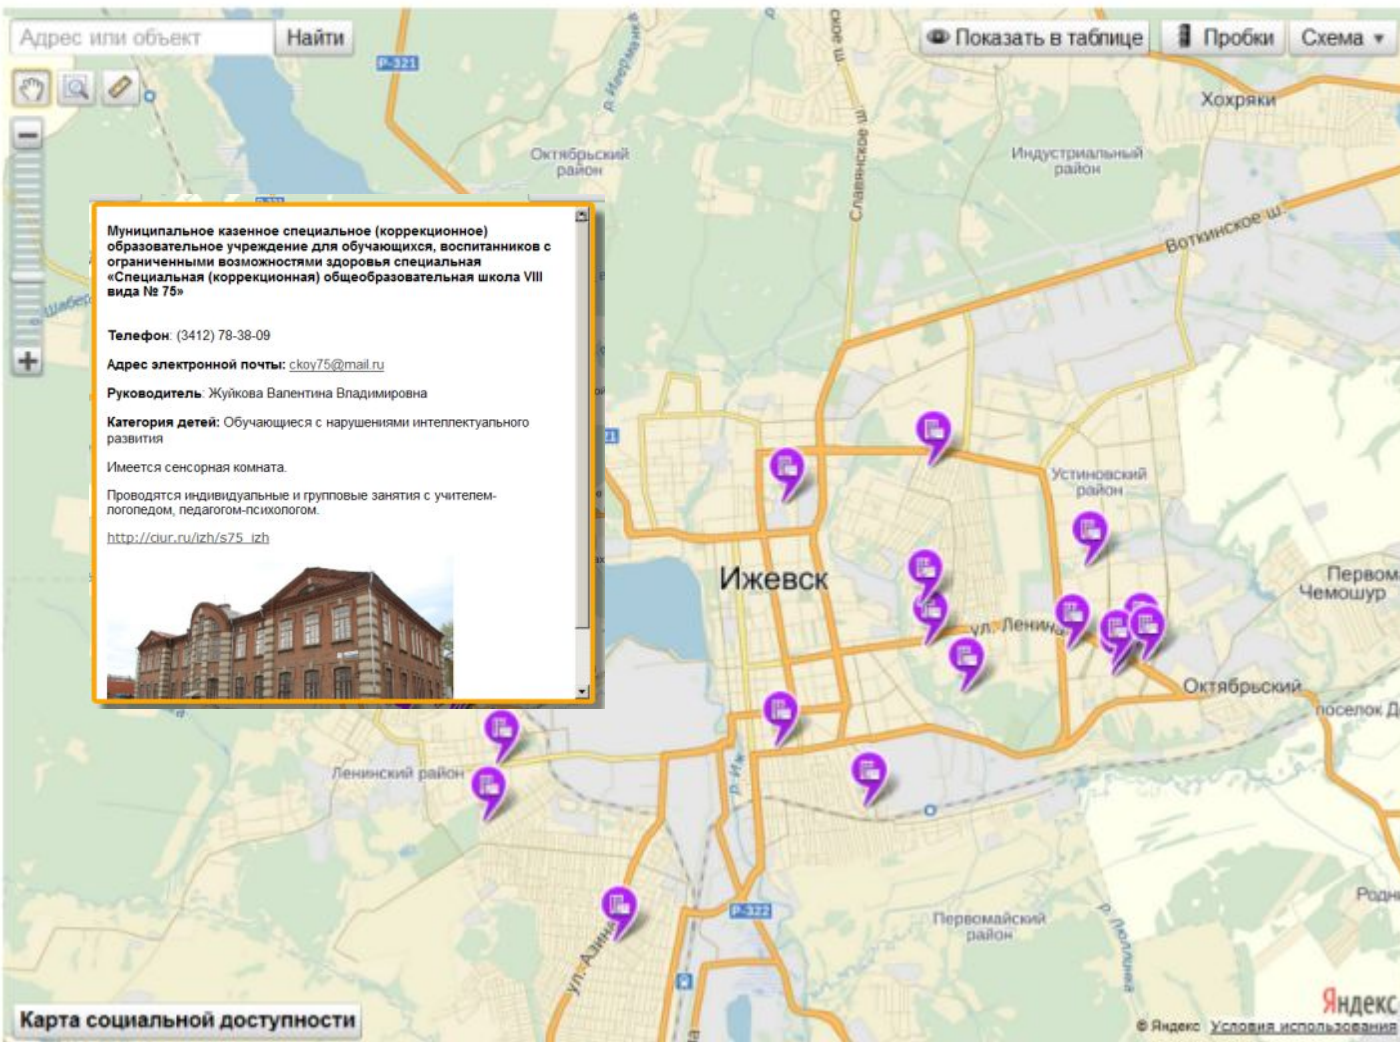 Адрес или объект
Найти
Показать в таблице
Пробки
Схема
Р-321
р. Иберманка
Славянское ш.
Хохряки
Октябрьский
район
Индустриальный
район
Воткинское ш.
Муниципальное казенное специальное (коррекционное)
образовательное учреждение для обучающихся, воспитанников с
ограниченными возможностями здоровья специальная
«Специальная (коррекционная) общеобразовательная школа VIII
вида № 75»
Телефон: (3412) 78-38-09
Адрес электронной почты: ckoy75@mail.ru
Руководитель: Жуйкова Валентина Владимировна
Категория детей: Обучающиеся с нарушениями интеллектуального
развития
Имеется сенсорная комната.
Проводятся индивидуальные и групповые занятия с учителем-
логопедом, педагогом-психологом.
http://ciur.ru/izh/s75_izh
Устиновский
район
Ижевск
Первом
Чемошур
ул. Ленина
Октябрьский
поселок Д
Ленинский район
р. Иж
Р-322
ул. Азина
Первомайский
район
р. Люллинка
Родн
Карта социальной доступности
Яндекс
© Яндекс Условия использования